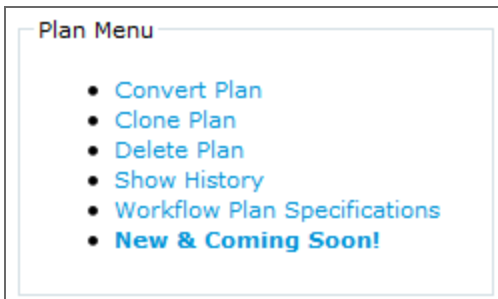 Plan Menu
Convert Plan
Clone Plan
Delete Plan
Show History
Workflow Plan Specifications
New & Coming Soon!